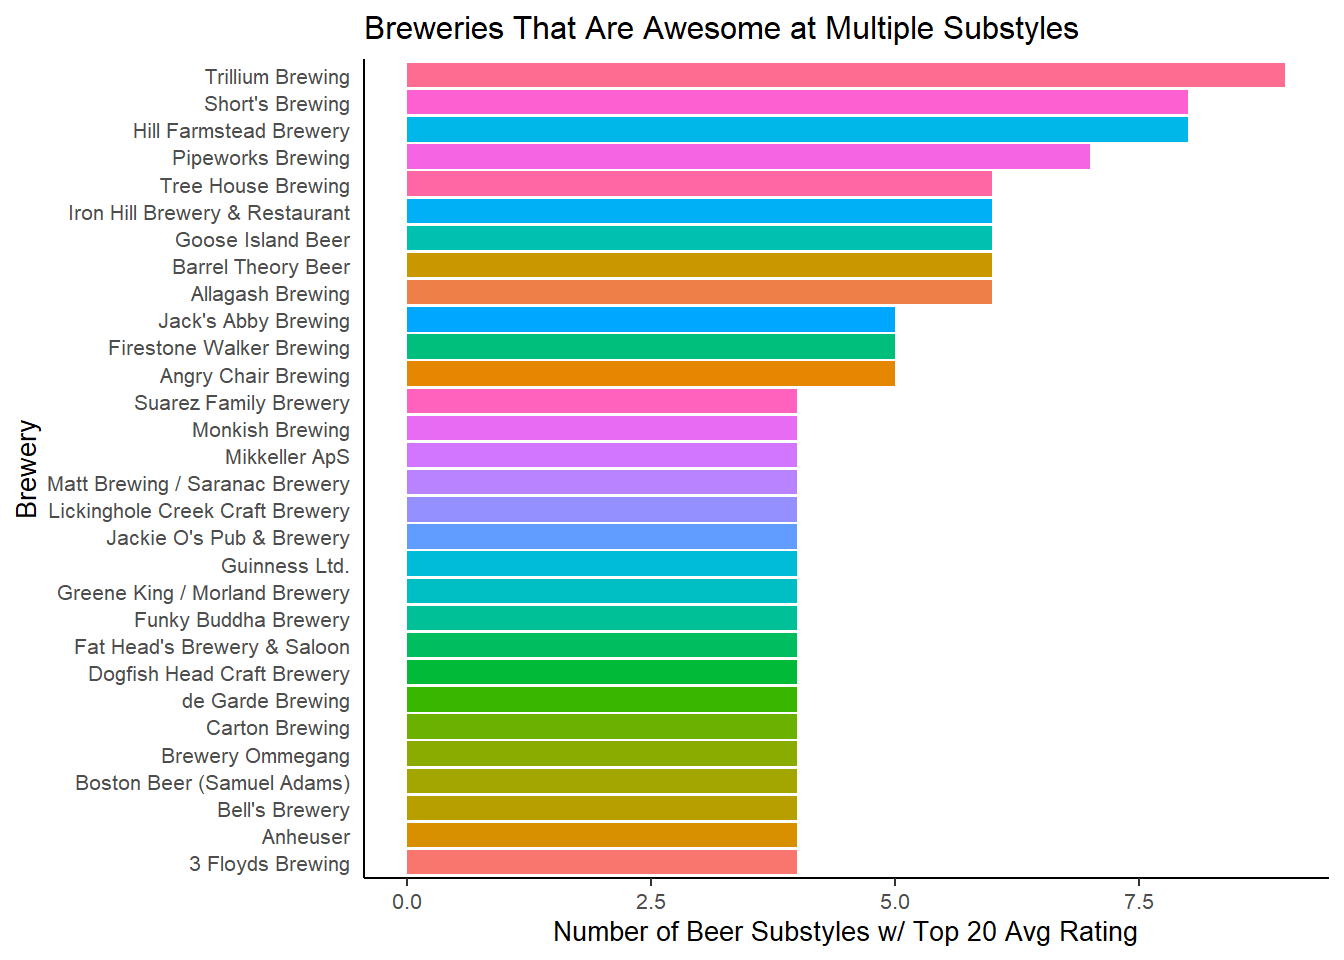 Breweries That Are Awesome at Multiple Substyles
Brewery
Trillium Brewing
Short's Brewing
Hill Farmstead Brewery
Pipeworks Brewing
Tree House Brewing
Iron Hill Brewery & Restaurant
Goose Island Beer
Barrel Theory Beer
Allagash Brewing
Jack's Abby Brewing
Firestone Walker Brewing
Angry Chair Brewing
Suarez Family Brewery
Monkish Brewing
Mikkeller ApS
Matt Brewing / Saranac Brewery
Lickinghole Creek Craft Brewery
Jackie O's Pub & Brewery
Guinness Ltd.
Greene King / Morland Brewery
Funky Buddha Brewery
Fat Head's Brewery & Saloon
Dogfish Head Craft Brewery
de Garde Brewing
Carton Brewing
Brewery Ommegang
Boston Beer (Samuel Adams)
Bell's Brewery
Anheuser
3 Floyds Brewing
0.0 2.5 5.0 7.5
Number of Beer Substyles w/ Top 20 Avg Rating